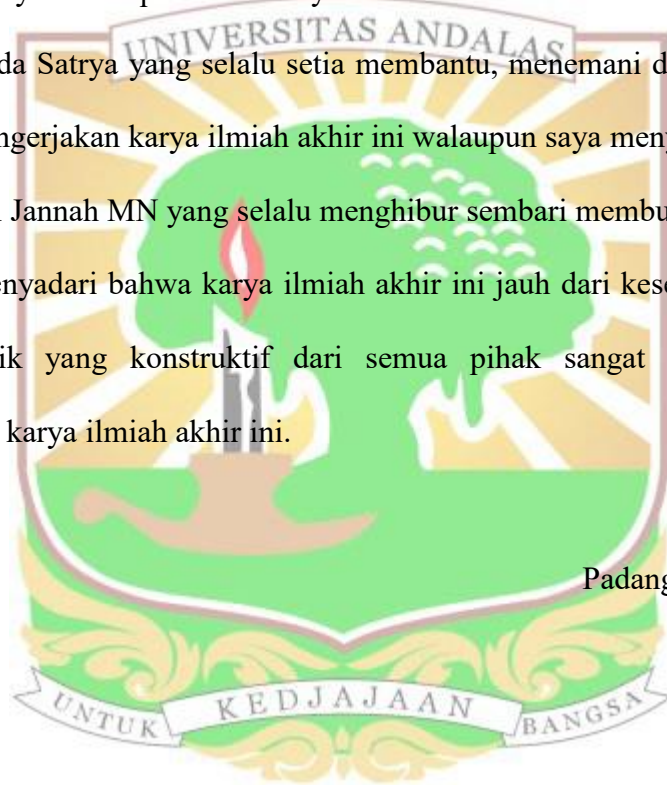 UNIVERSITAS ANDALAS
da Satrya yang selalu setia membantu, menemani d
ngerjakan karya ilmiah akhir ini walaupun saya meny
Jannah MN yang selalu menghibur sembari membu
enyadari bahwa karya ilmiah akhir ini jauh dari kes
ik yang konstruktif dari semua pihak sangat
karya ilmiah akhir ini.
Padang
UNTUK KEDJAJAAN BANGSA